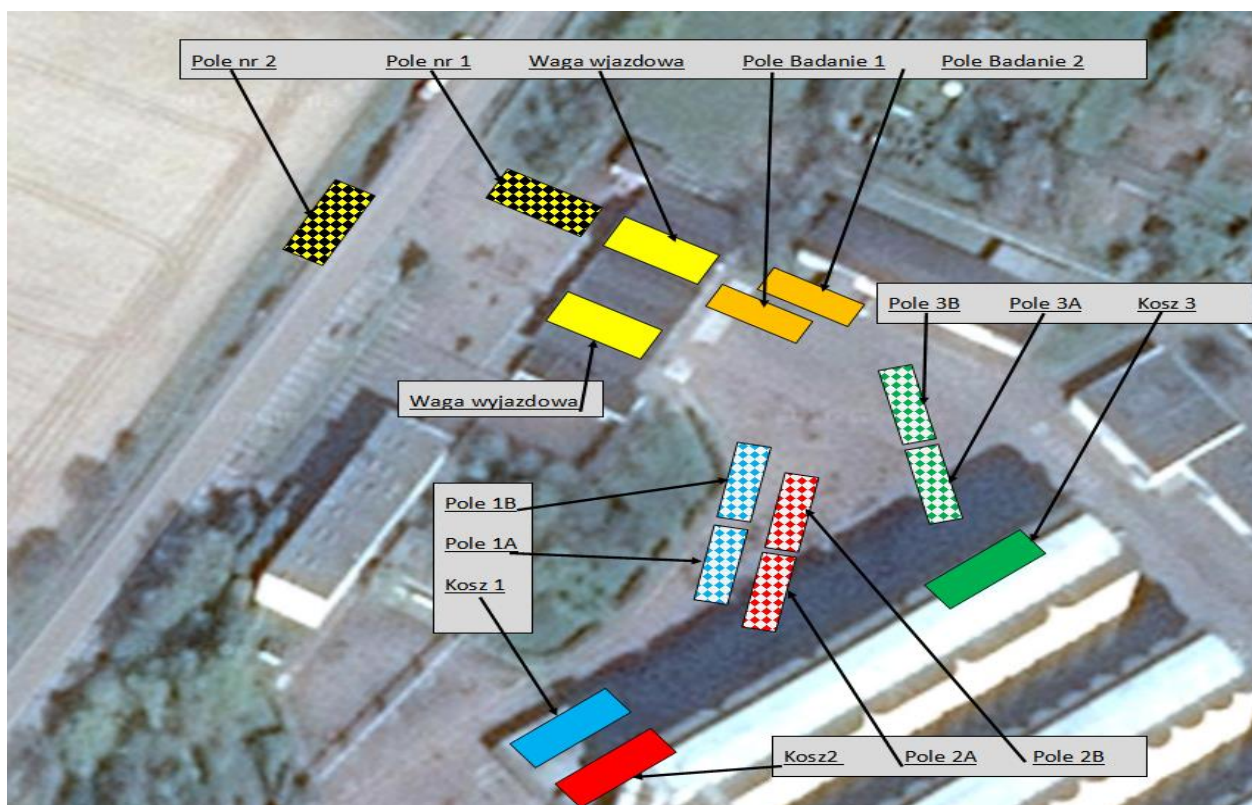 Pole nr 2 Pole nr 1 Waga wjazdowa Pole Badanie 1 Pole Badanie 2
Pole 3B Pole 3A Kosz 3
Waga wyjazdowa
Pole 1B
Pole 1A
Kosz 1
Kosz2 Pole 2A Pole 2B